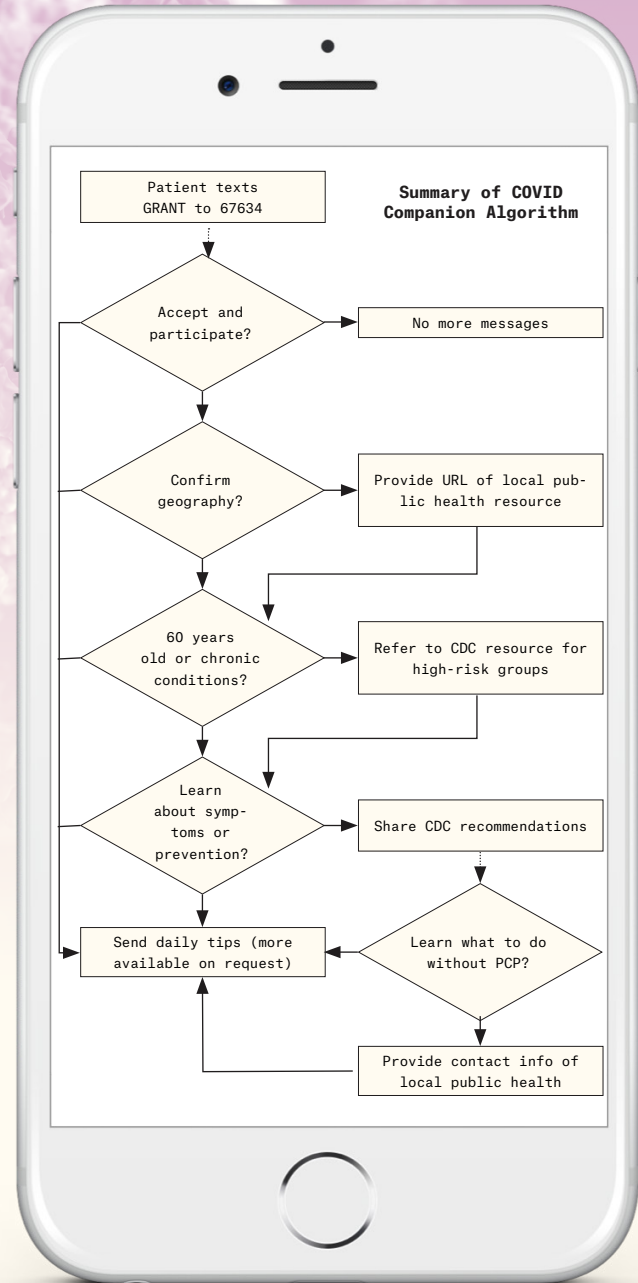 Patient texts
GRANT to 67634
Summary of COVID
Companion Algorithm
Accept and
participate?
No more messages
Confirm
geography?
Provide URL of local pub-
lic health resource
60 years
old or chronic
conditions?
Refer to CDC resource for
high-risk groups
Learn
about symp-
toms or
prevention?
Share CDC recommendations
Send daily tips (more
available on request)
Learn what to do
without PCP?
Provide contact info of
local public health